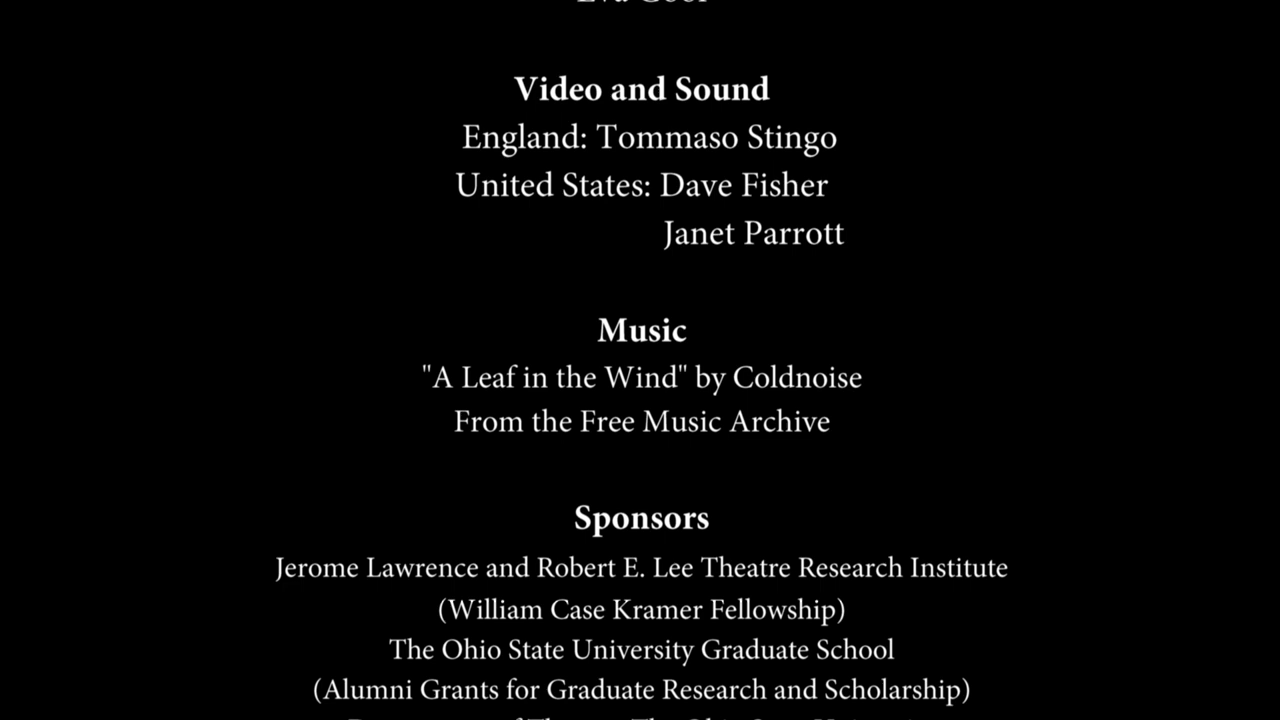 Video and Sound
England: Tommaso Stingo
United States: Dave Fisher
Janet Parrott
Music
"A Leaf in the Wind" by Coldnoise
From the Free Music Archive
Sponsors
Jerome Lawrence and Robert E. Lee Theatre Research Institute
(William Case Kramer Fellowship)
The Ohio State University Graduate School
(Alumni Grants for Graduate Research and Scholarship)